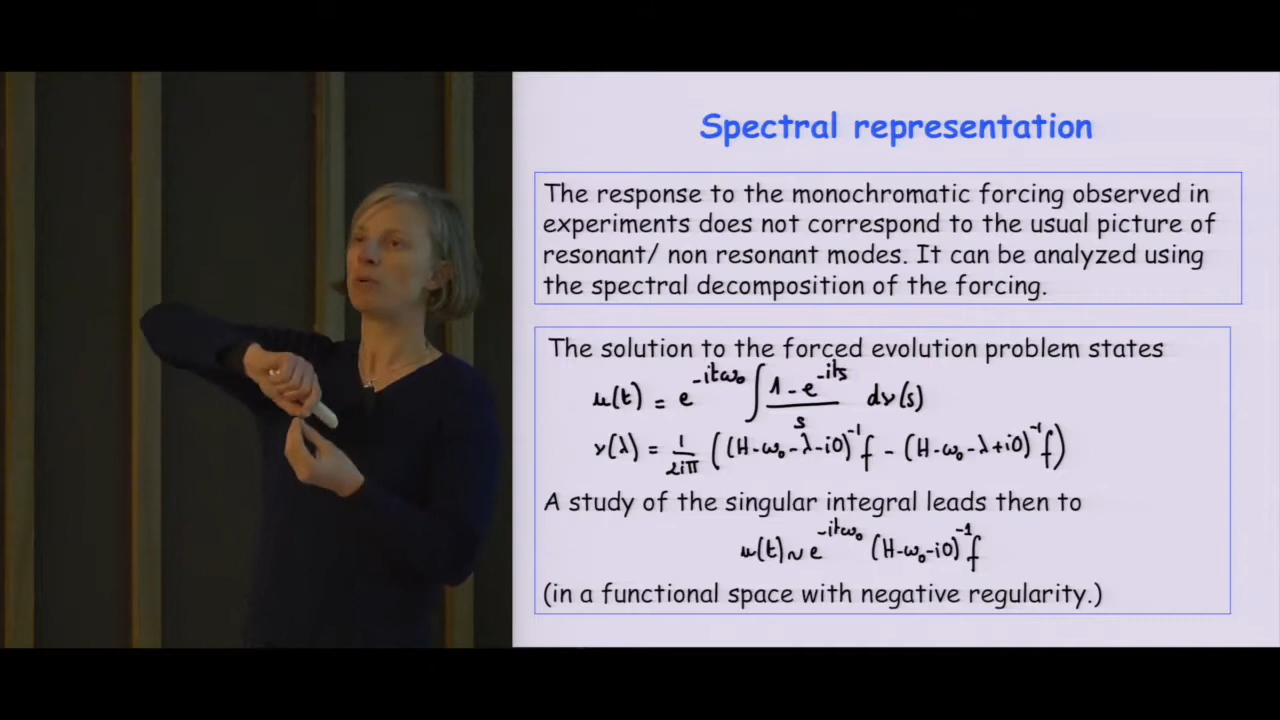 Spectral representation
The response to the monochromatic forcing observed in
experiments does not correspond to the usual picture of
resonant/ non resonant modes. It can be analyzed using
the spectral decomposition of the forcing.
The solution to the forced evolution problem states
u(t) = e^{-itω₀} ∫ \frac{1 - e^{-its}}{s} dν(s)
ν(λ) = \frac{1}{2iπ} ((H-ω₀-λ-i0)^{-1} f - (H-ω₀-λ+i0)^{-1} f)
A study of the singular integral leads then to
u(t) ~ e^{-itω₀} (H-ω₀-i0)^{-1} f
(in a functional space with negative regularity.)